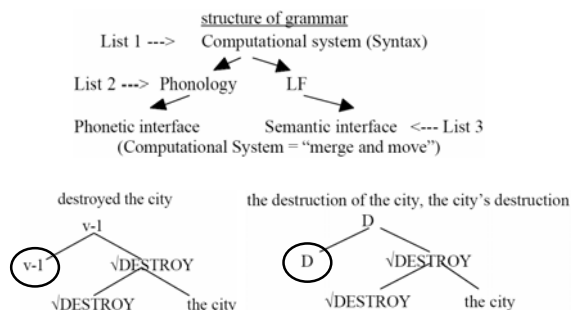 structure of grammar
List 1 ---> Computational system (Syntax)
List 2 ---> Phonology LF
Phonetic interface Semantic interface <--- List 3
(Computational System = “merge and move”)
destroyed the city
v-1
v-1 √DESTROY
√DESTROY the city
the destruction of the city, the city's destruction
D
D √DESTROY
√DESTROY the city